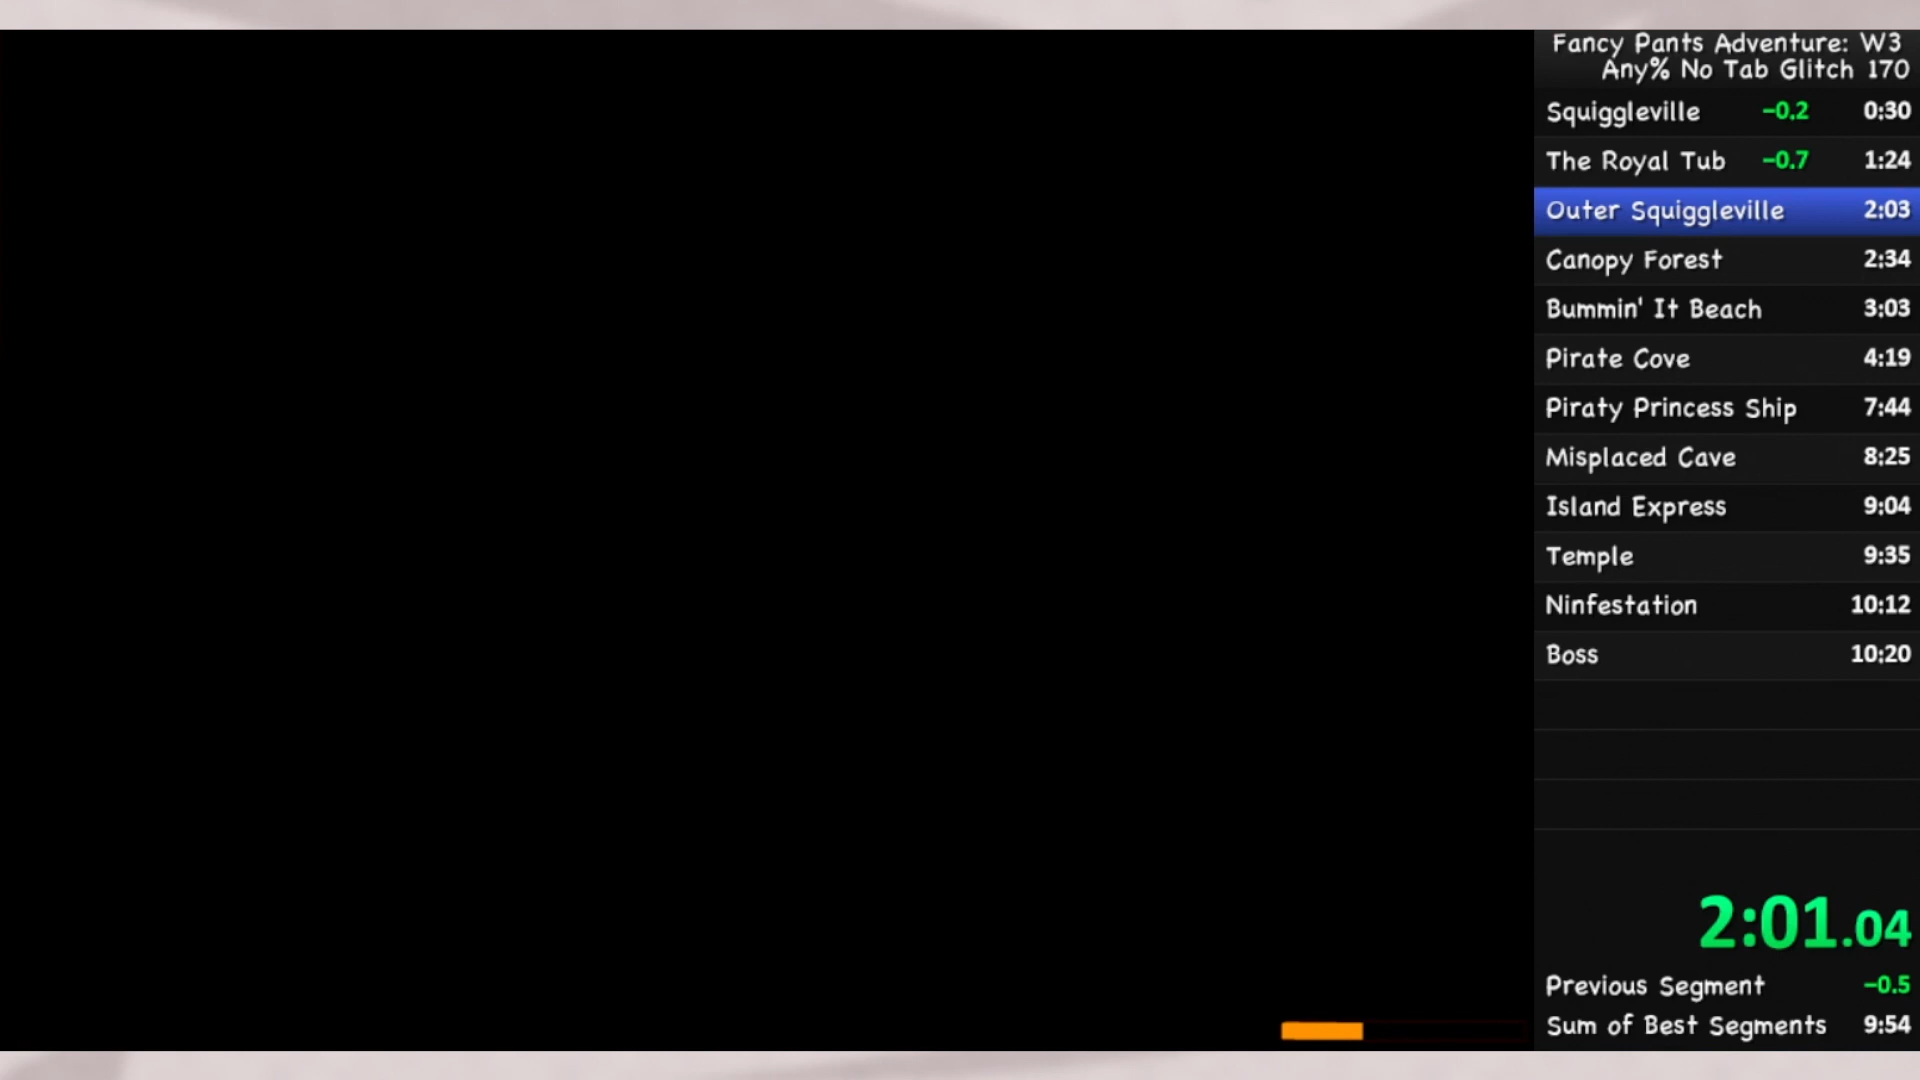 Fancy Pants Adventure: W3
Any% No Tab Glitch 170
Squiggleville -0.2 0:30
The Royal Tub -0.7 1:24
Outer Squiggleville 2:03
Canopy Forest 2:34
Bummin' It Beach 3:03
Pirate Cove 4:19
Piraty Princess Ship 7:44
Misplaced Cave 8:25
Island Express 9:04
Temple 9:35
Ninfestation 10:12
Boss 10:20
2:01.04
Previous Segment -0.5
Sum of Best Segments 9:54